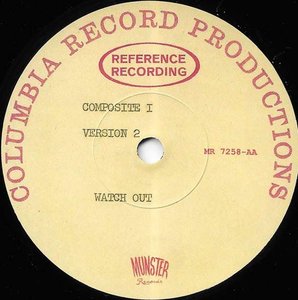 COLUMBIA RECORD PRODUCTIONS
REFERENCE
RECORDING
COMPOSITE I
VERSION 2
MR 7258-AA
WATCH OUT
MUNSTER
Records